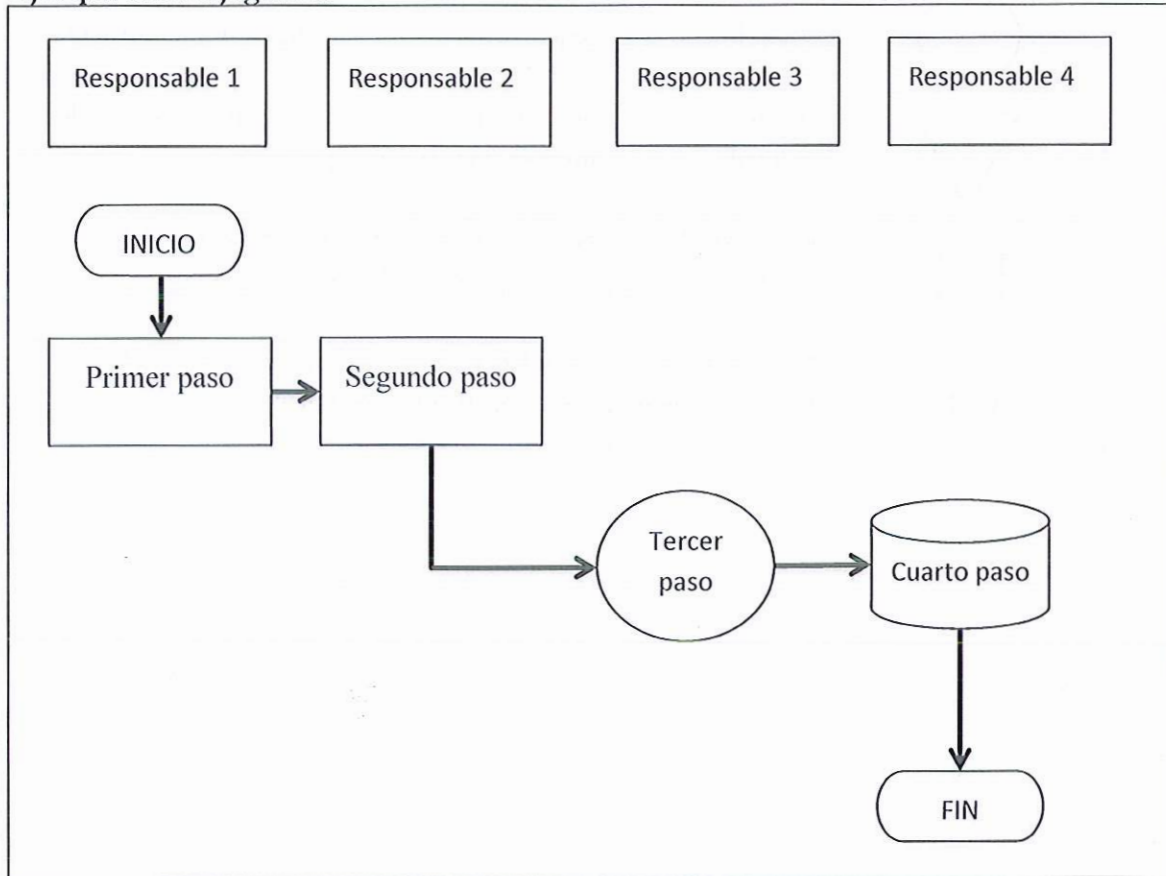 Responsable 1
Responsable 2
Responsable 3
Responsable 4
INICIO
Primer paso
Segundo paso
Tercer
paso
Cuarto paso
FIN